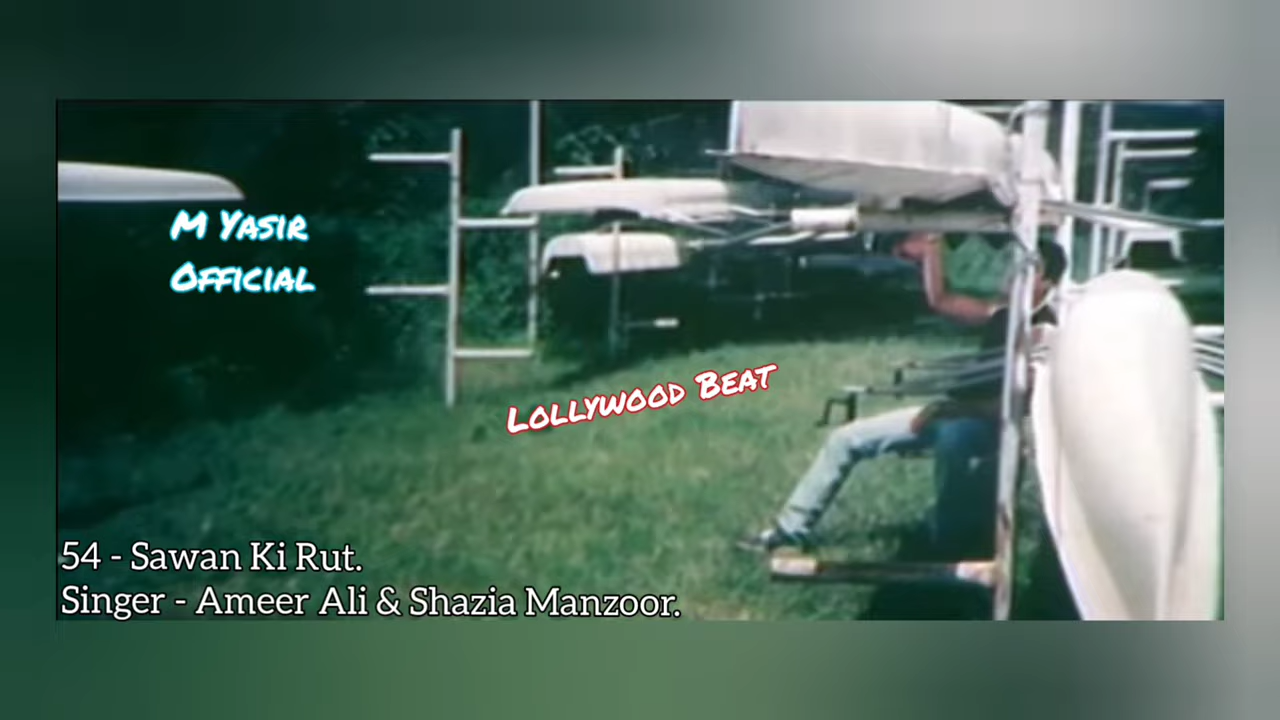 M Yasir
Official
Lollywood Beat
54 - Sawan Ki Rut.
Singer - Ameer Ali & Shazia Manzoor.